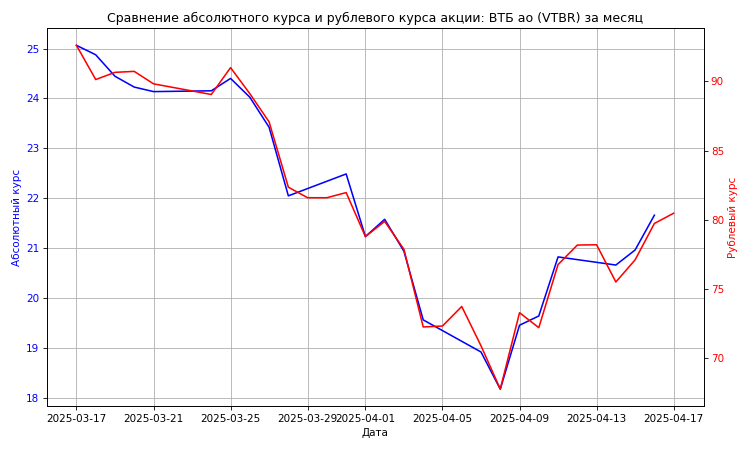 Сравнение абсолютного курса и рублевого курса акции: ВТБ ао (VTBR) за месяц
25
24
23
22
21
20
19
18
Абсолютный курс
90
85
80
75
70
Рублевый курс
2025-03-17 2025-03-21 2025-03-25 2025-03-29 2025-04-01 2025-04-05 2025-04-09 2025-04-13 2025-04-17
Дата